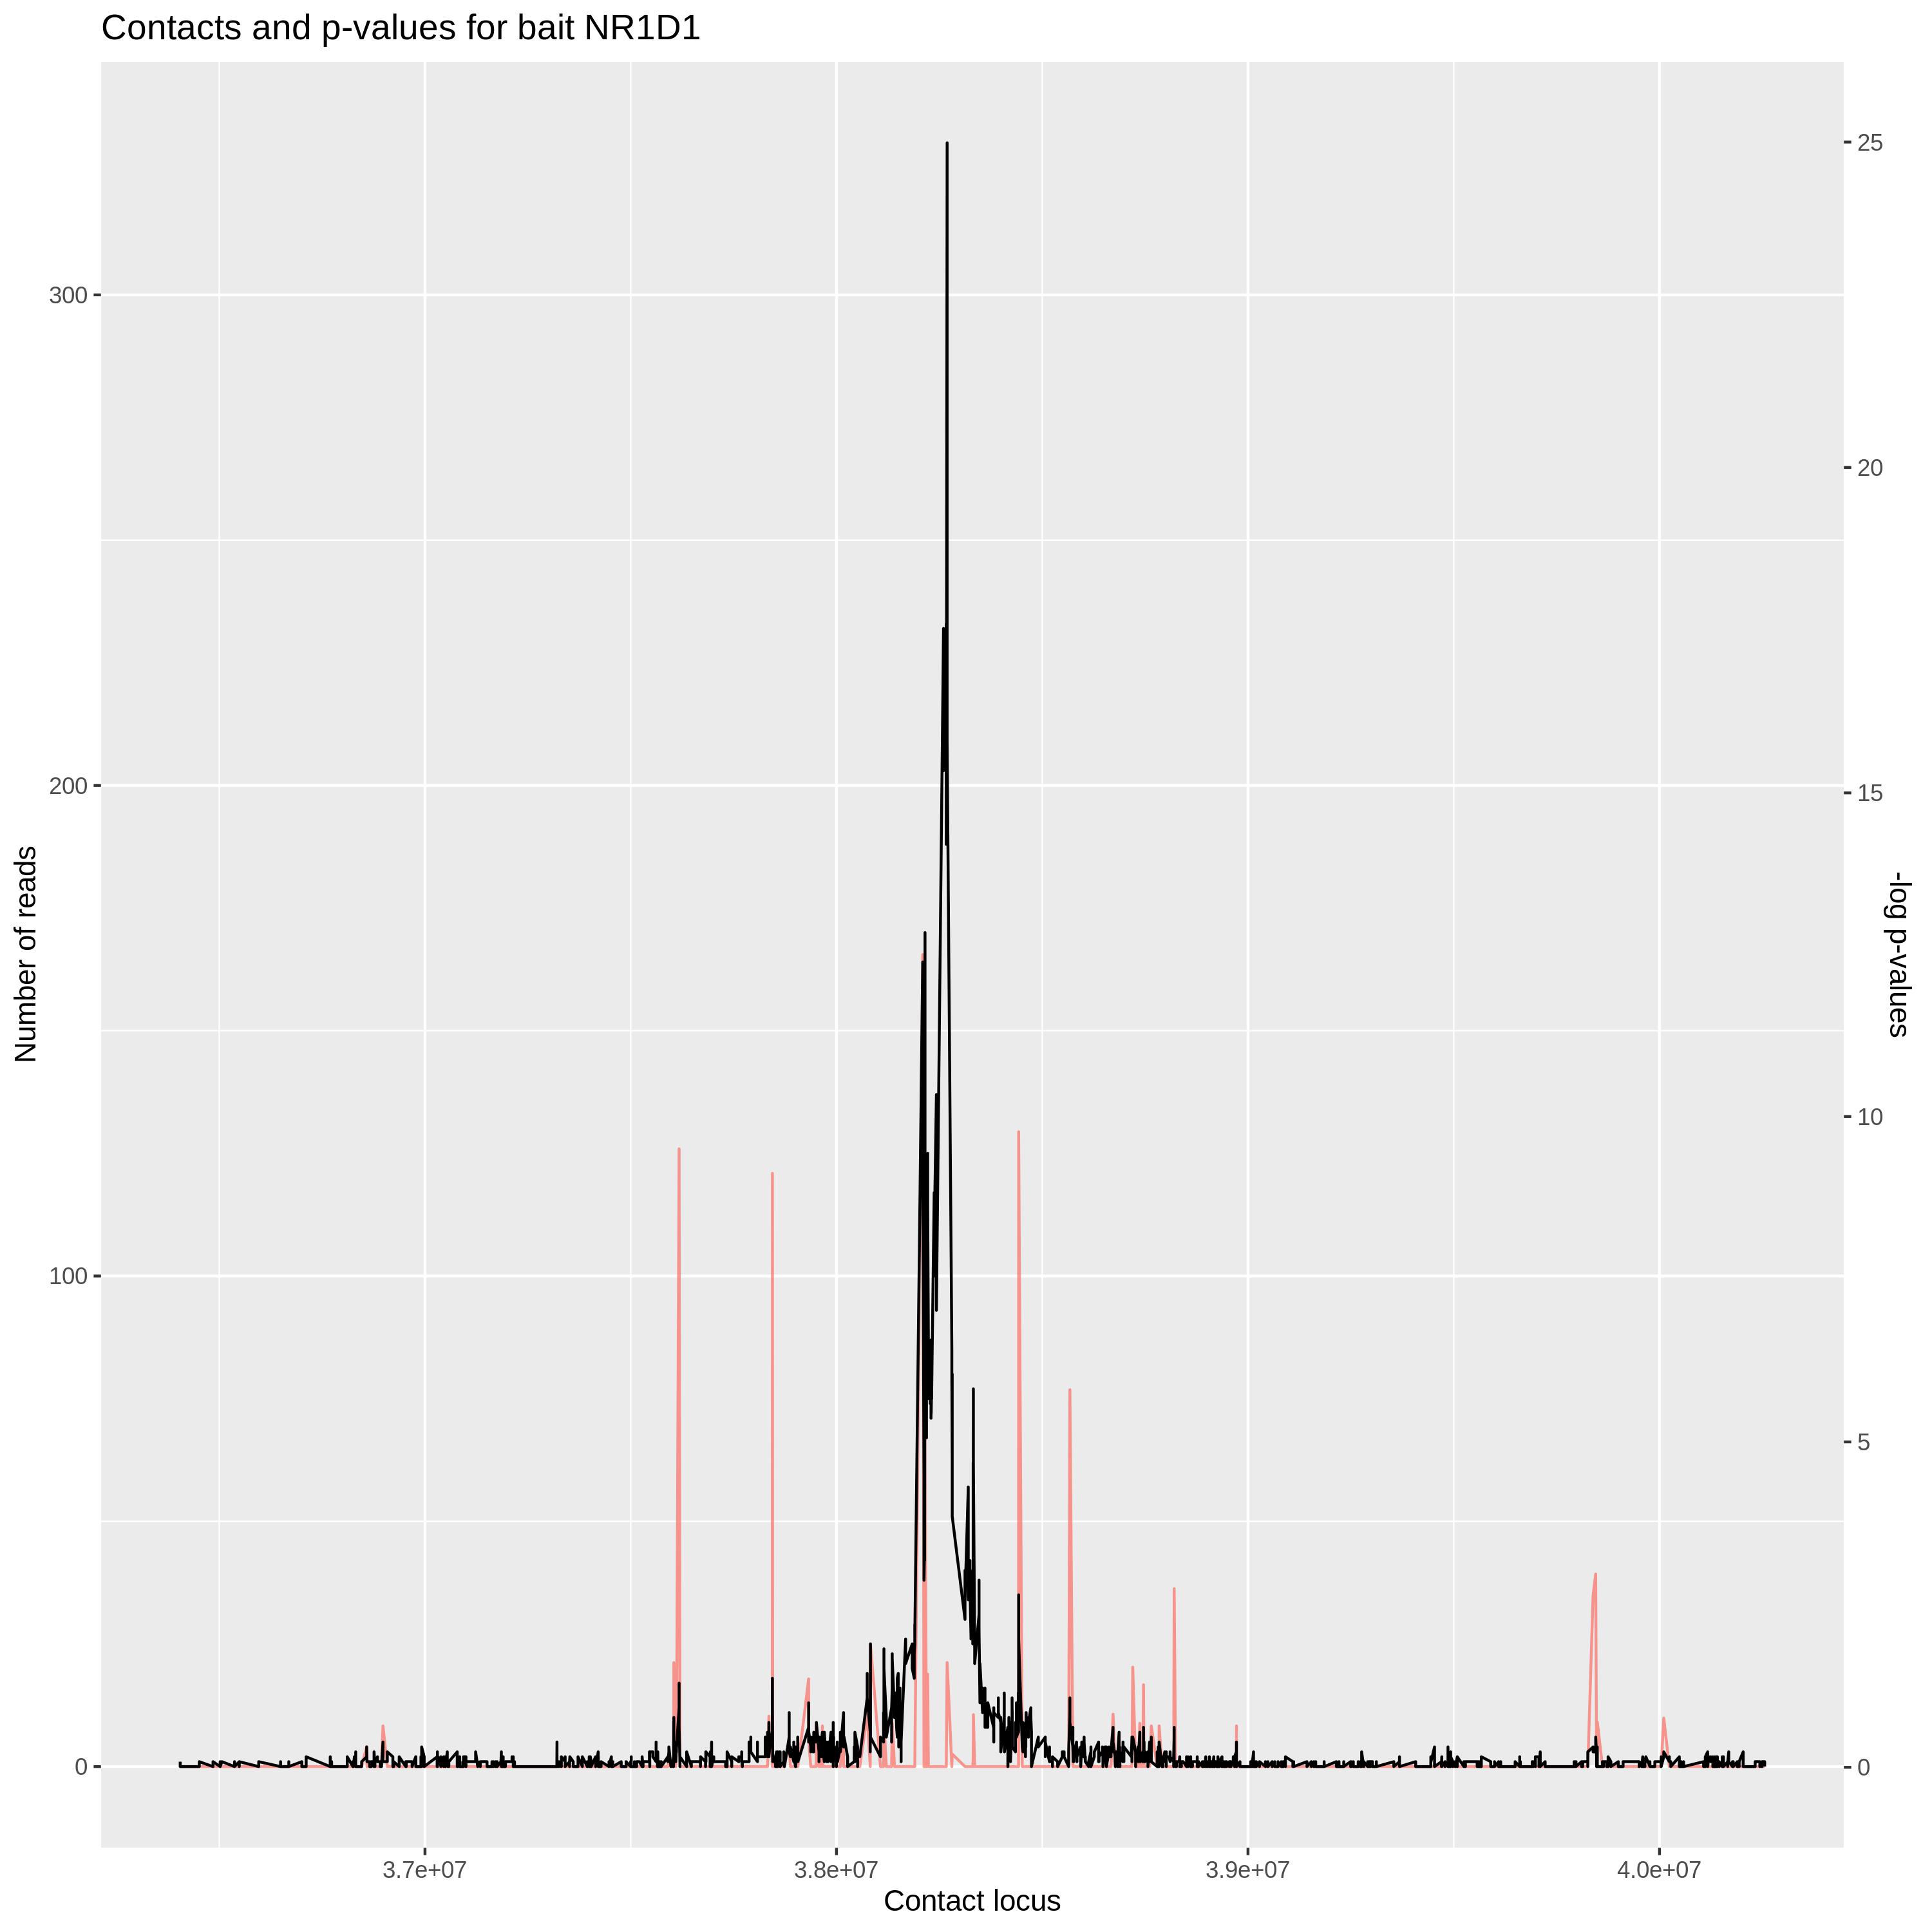 Contacts and p-values for bait NR1D1
Number of reads
300
200
100
0
25
20
15
10
5
0
-log p-values
3.7e+07 3.8e+07 3.9e+07 4.0e+07
Contact locus